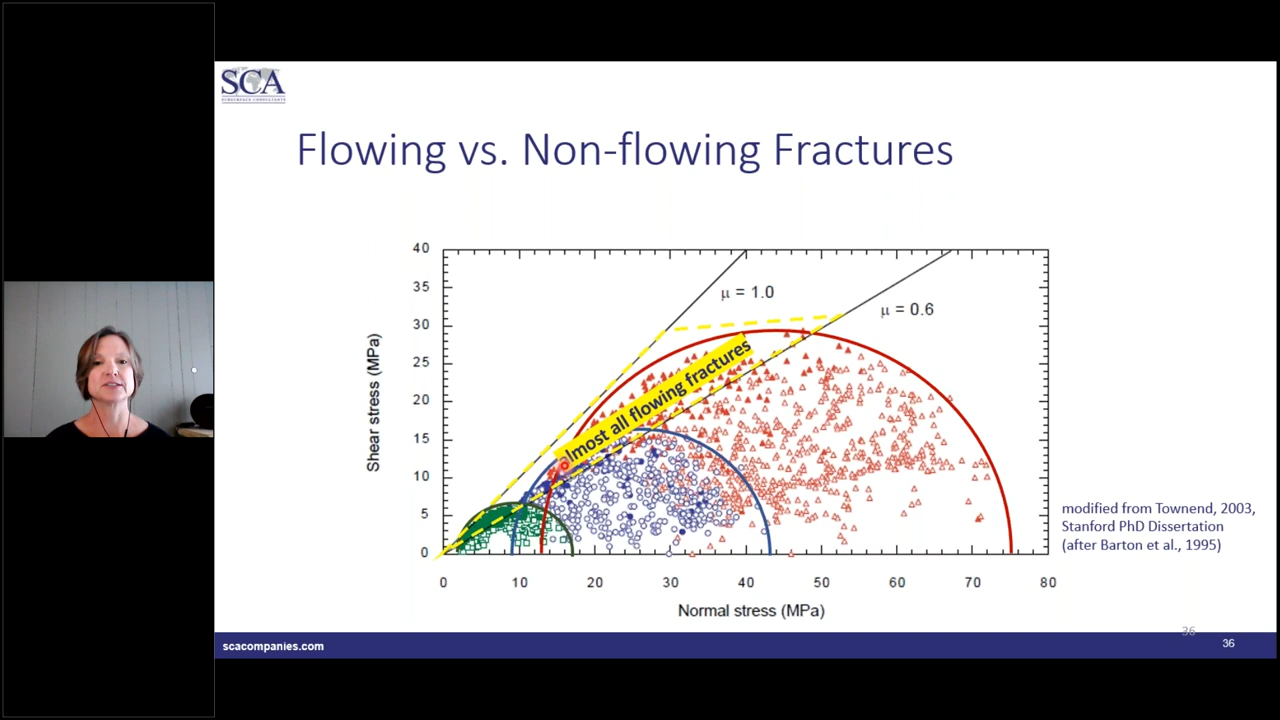 SCA
SUBSURFACE CONSULTANTS
Flowing vs. Non-flowing Fractures
40
35
30
25
20
15
10
5
0
Shear stress (MPa)
μ = 1.0
μ = 0.6
lmost all flowing fractures
modified from Townend, 2003,
Stanford PhD Dissertation
(after Barton et al., 1995)
0 10 20 30 40 50 60 70 80
Normal stress (MPa)
36
scacompanies.com
36